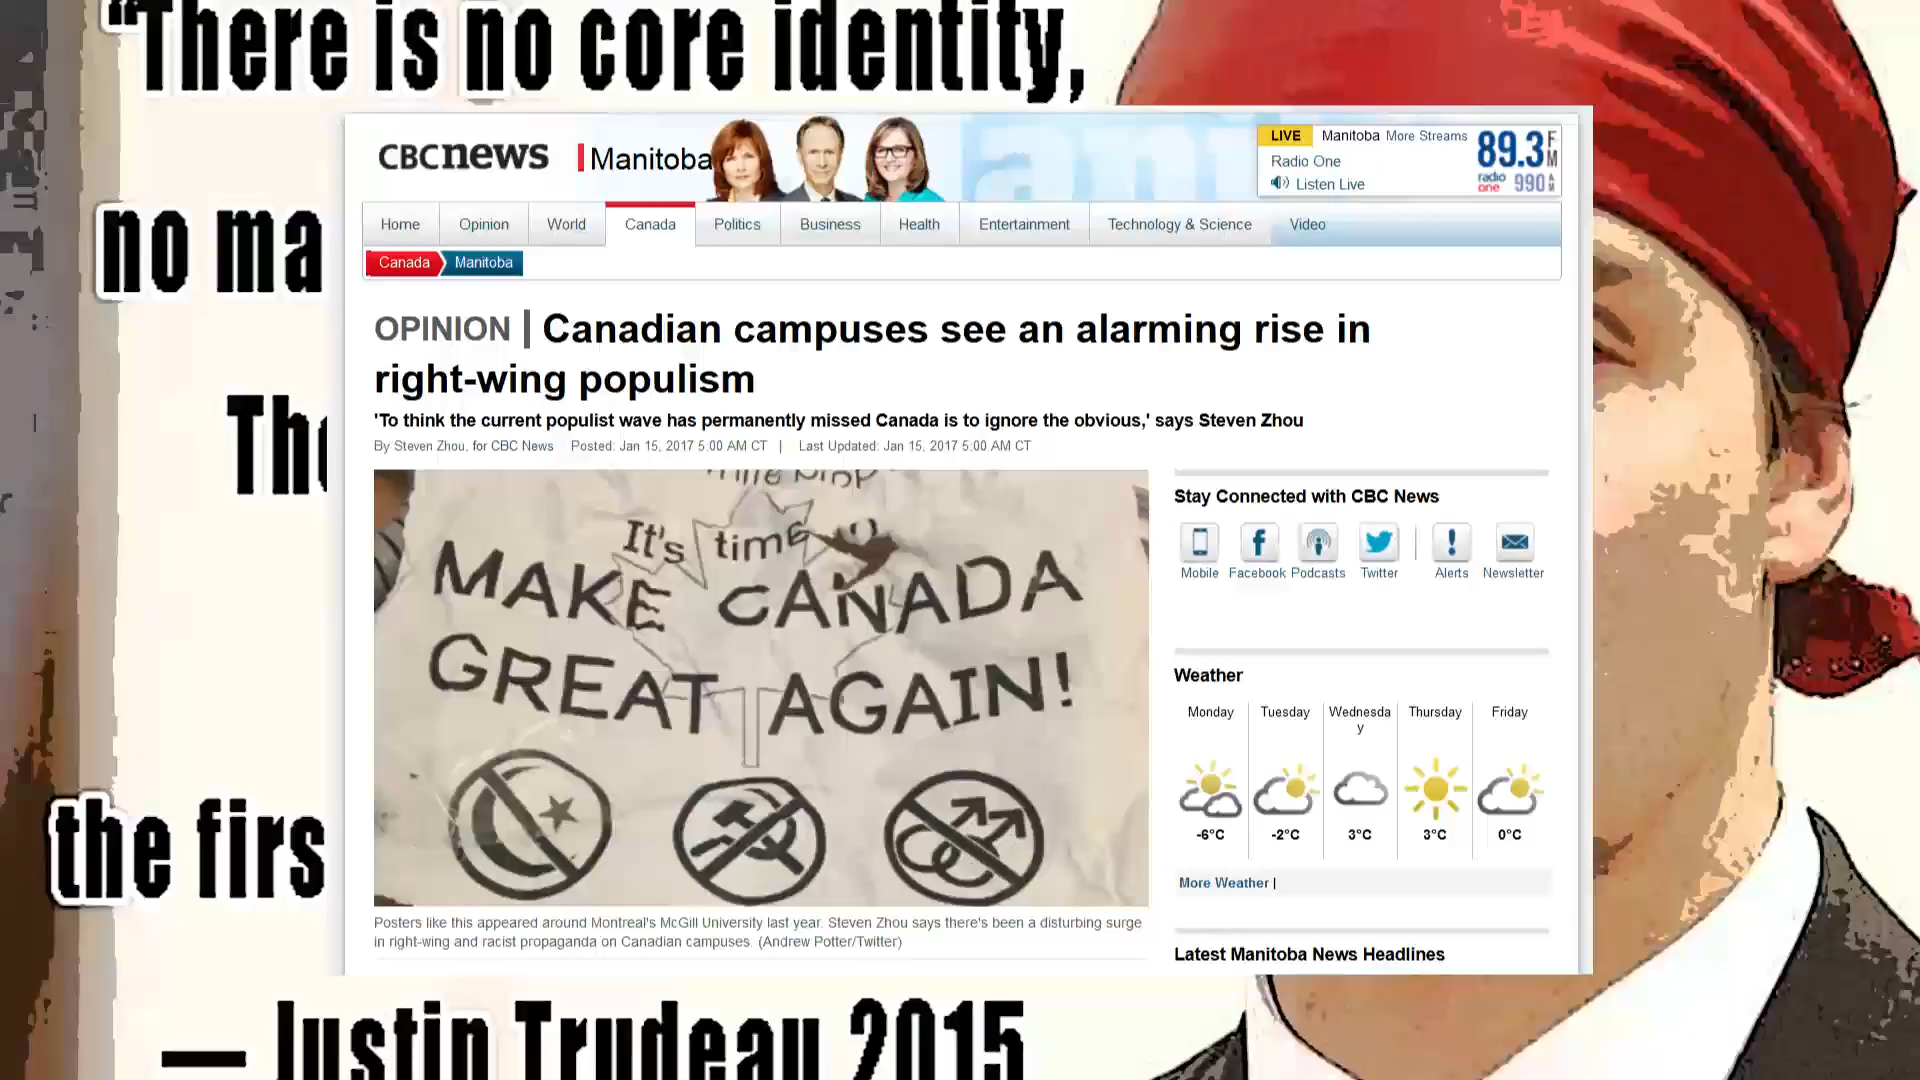 “There is no core identity,
no ma
The
the firs
— Justin Trudeau 2015
CBCnews | Manitoba
LIVE Manitoba More Streams
Radio One
Listen Live
89.3 FM
radio one 990 AM
Home Opinion World Canada Politics Business Health Entertainment Technology & Science Video
Canada Manitoba
OPINION | Canadian campuses see an alarming rise in
right-wing populism
'To think the current populist wave has permanently missed Canada is to ignore the obvious,' says Steven Zhou
By Steven Zhou, for CBC News Posted: Jan 15, 2017 5:00 AM CT | Last Updated: Jan 15, 2017 5:00 AM CT
It's time to
MAKE CANADA
GREAT AGAIN!
Posters like this appeared around Montreal's McGill University last year. Steven Zhou says there's been a disturbing surge
in right-wing and racist propaganda on Canadian campuses. (Andrew Potter/Twitter)
Stay Connected with CBC News
Mobile Facebook Podcasts Twitter Alerts Newsletter
Weather
Monday Tuesday Wednesda Thursday Friday
y
-6°C -2°C 3°C 3°C 0°C
More Weather |
Latest Manitoba News Headlines